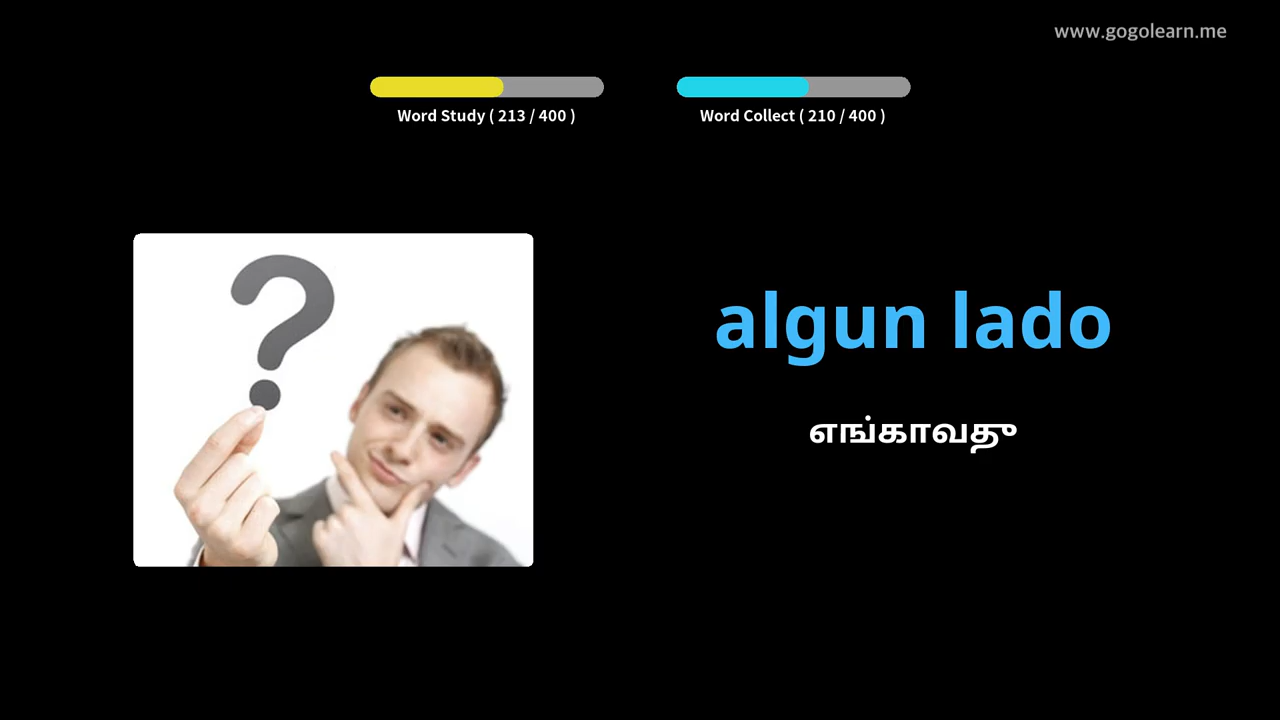 www.gogolearn.me
Word Study ( 213 / 400 )
Word Collect ( 210 / 400 )
algun lado
எங்காவது